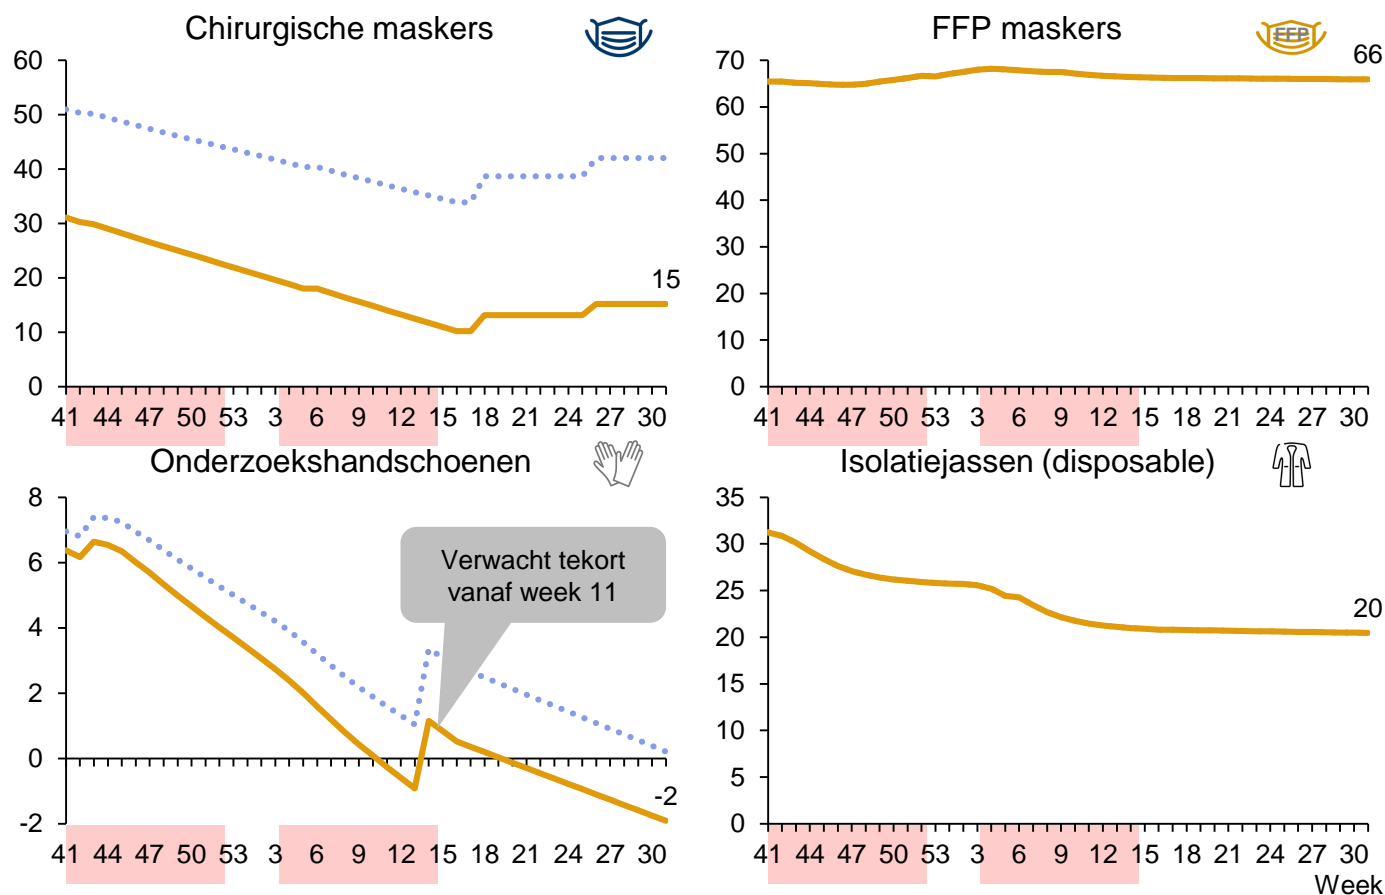 Chirurgische maskers
60
50
40
30
20
10
0
15
41 44 47 50 53 3 6 9 12 15 18 21 24 27 30
FFP maskers
FFP
66
70
60
50
40
30
20
10
0
41 44 47 50 53 3 6 9 12 15 18 21 24 27 30
Onderzoekshandschoenen
8
6
4
2
0
-2
Verwacht tekort
vanaf week 11
-2
41 44 47 50 53 3 6 9 12 15 18 21 24 27 30
Isolatiejassen (disposable)
35
30
25
20
15
10
5
0
20
41 44 47 50 53 3 6 9 12 15 18 21 24 27 30
Week